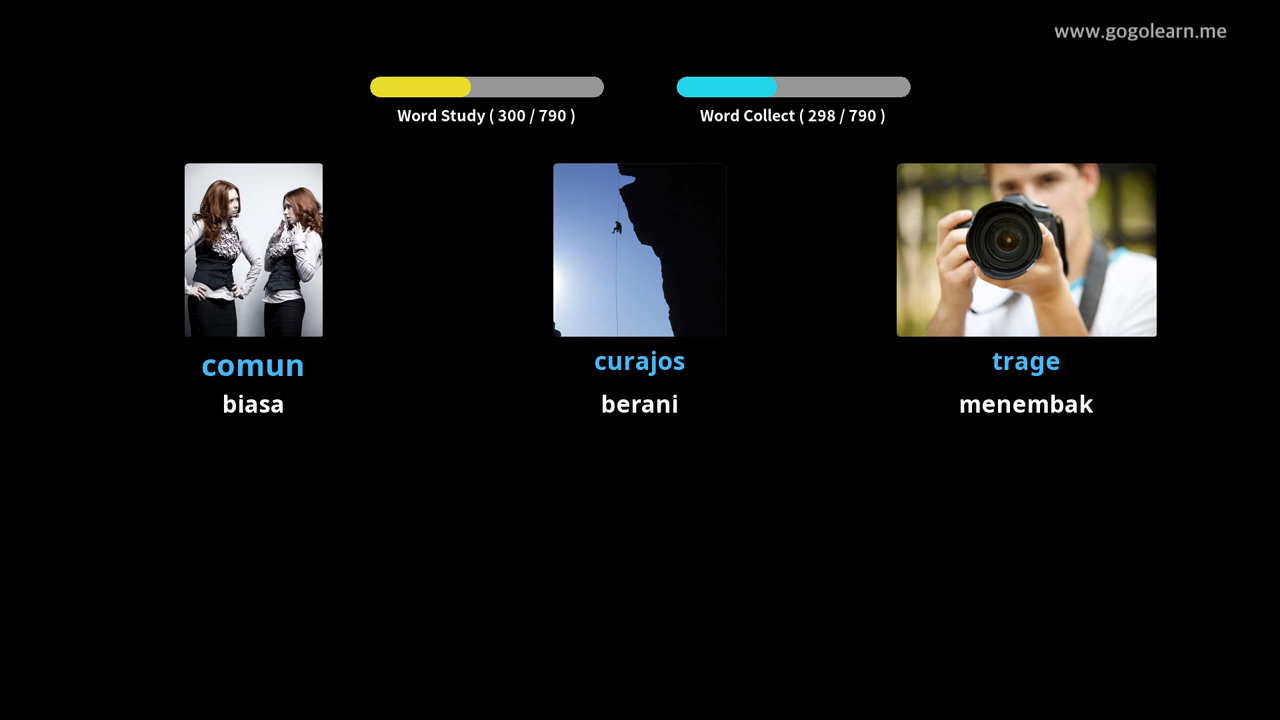 www.gogolearn.me
Word Study ( 300 / 790 )
Word Collect ( 298 / 790 )
comun
curajos
trage
biasa
berani
menembak